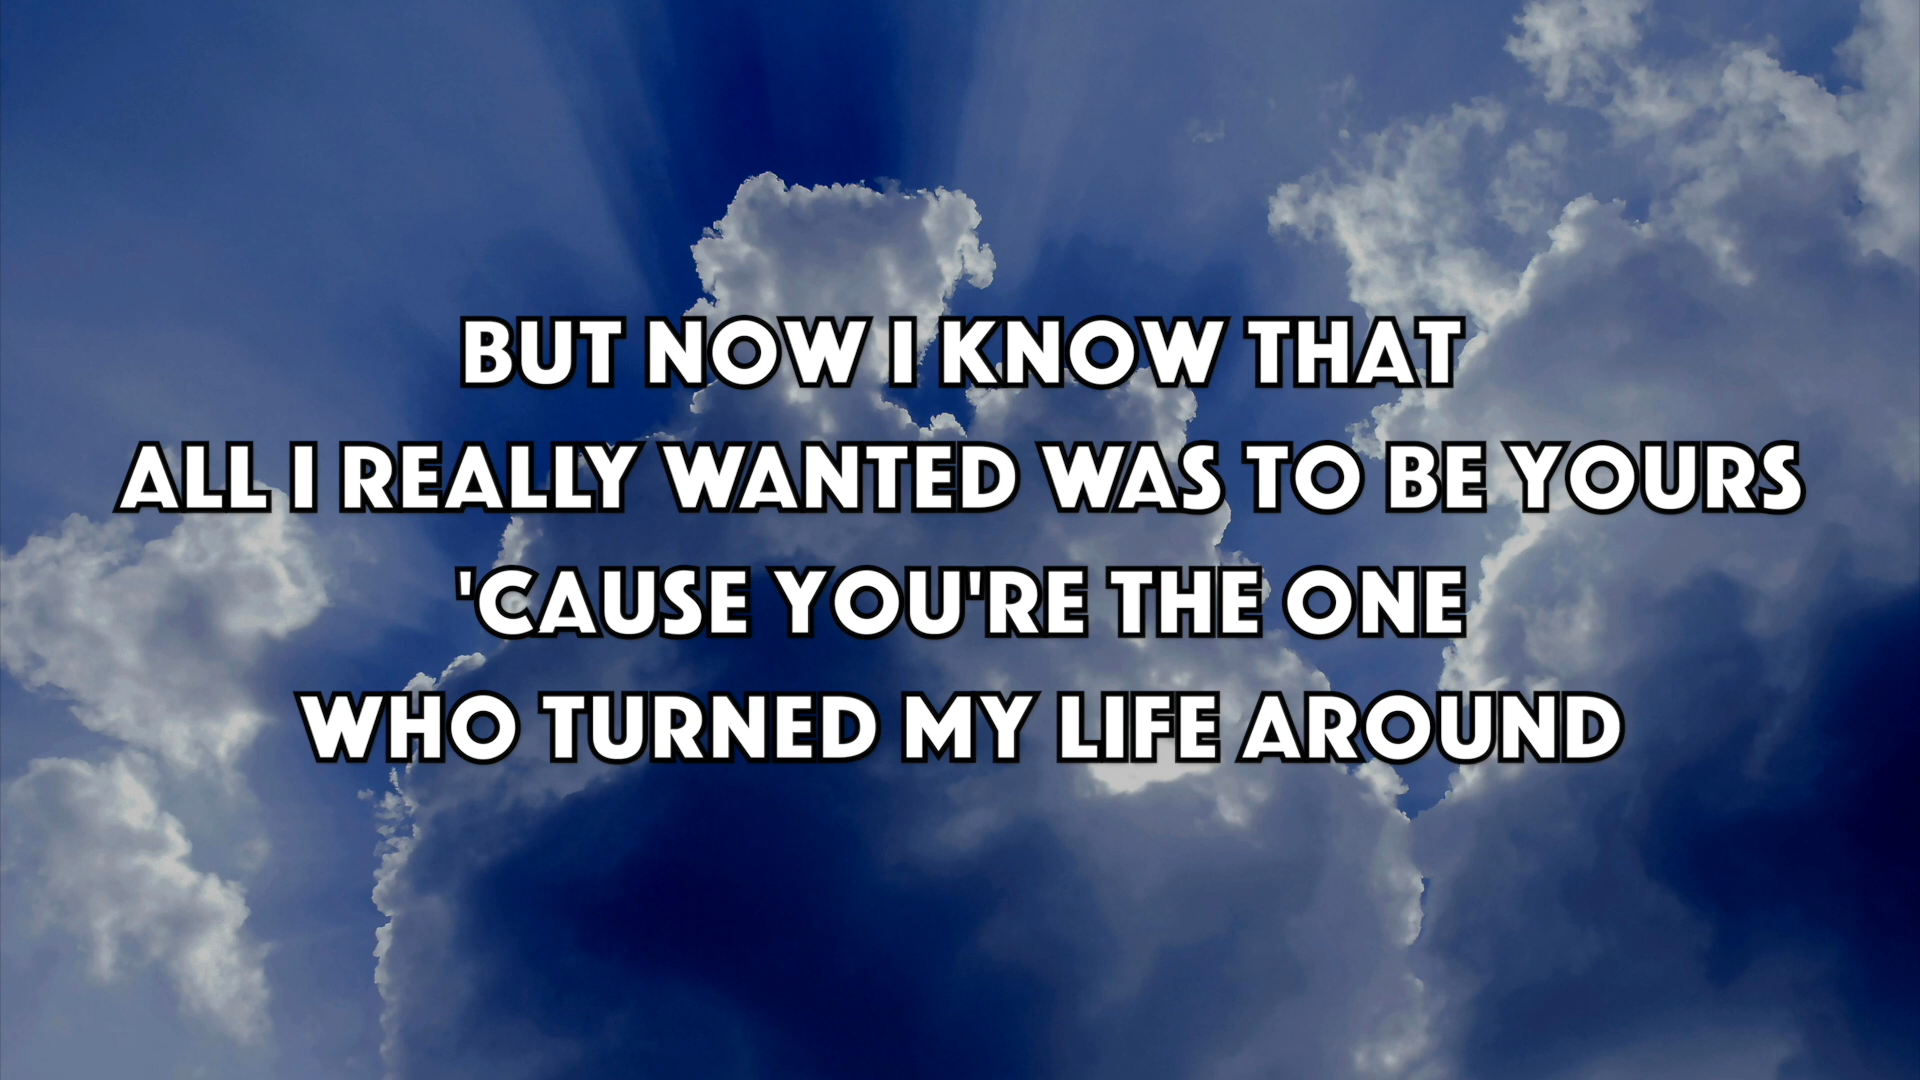 BUT NOW I KNOW THAT
ALL I REALLY WANTED WAS TO BE YOURS
'CAUSE YOU'RE THE ONE
WHO TURNED MY LIFE AROUND